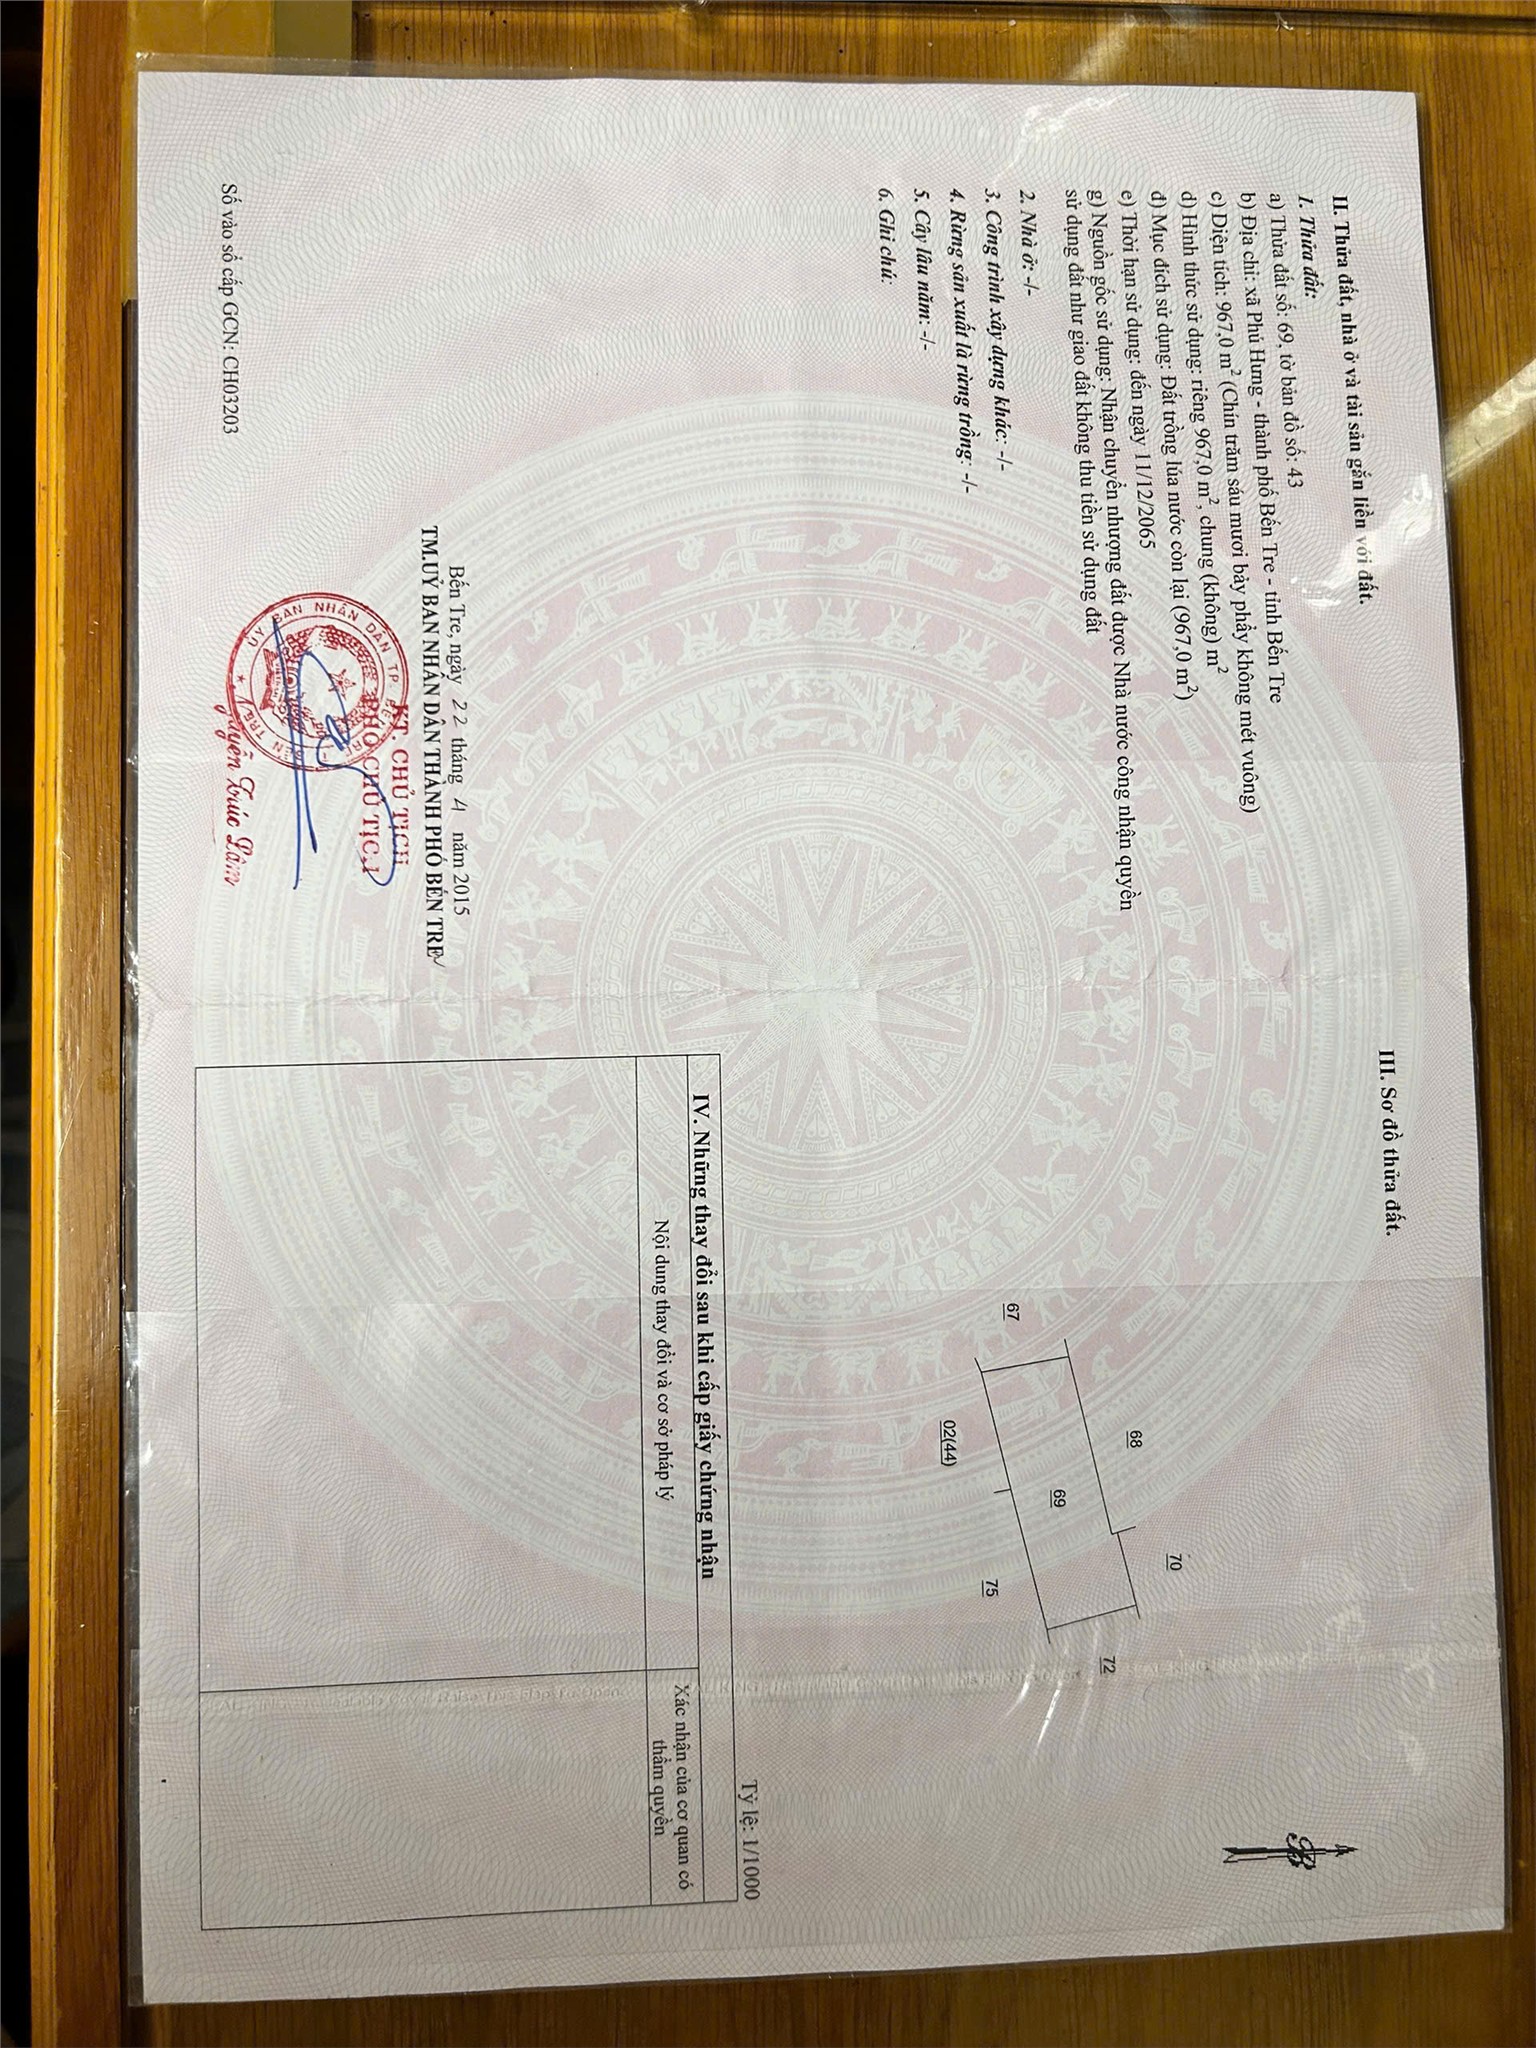 II. Thửa đất, nhà ở và tài sản gắn liền với đất.
1. Thửa đất:
a) Thửa đất số: 69, tờ bản đồ số: 43
b) Địa chỉ: xã Phú Hưng - thành phố Bến Tre - tỉnh Bến Tre
c) Diện tích: 967,0 m² (Chín trăm sáu mươi bảy phẩy không mét vuông)
d) Hình thức sử dụng: riêng 967,0 m², chung (không) m²
đ) Mục đích sử dụng: Đất trồng lúa nước còn lại (967,0 m²)
e) Thời hạn sử dụng: đến ngày 11/12/2065
g) Nguồn gốc sử dụng: Nhận chuyển nhượng đất được Nhà nước công nhận quyền
sử dụng đất như giao đất không thu tiền sử dụng đất
2. Nhà ở: -/-
3. Công trình xây dựng khác: -/-
4. Rừng sản xuất là rừng trồng: -/-
5. Cây lâu năm: -/-
6. Ghi chú:
Bến Tre, ngày 22 tháng 4 năm 2015
TM.UỶ BAN NHÂN DÂN THÀNH PHỐ BẾN TRE
KT. CHỦ TỊCH
PHÓ CHỦ TỊCH
ỦY BAN NHÂN DÂN TP. BẾN TRE
Nguyễn Trúc Lâm
Số vào sổ cấp GCN: CH03203
III. Sơ đồ thửa đất.
B
68
70
67
69
72
02(44)
75
Tỷ lệ: 1/1000
IV. Những thay đổi sau khi cấp giấy chứng nhận
Nội dung thay đổi và cơ sở pháp lý
Xác nhận của cơ quan có
thẩm quyền